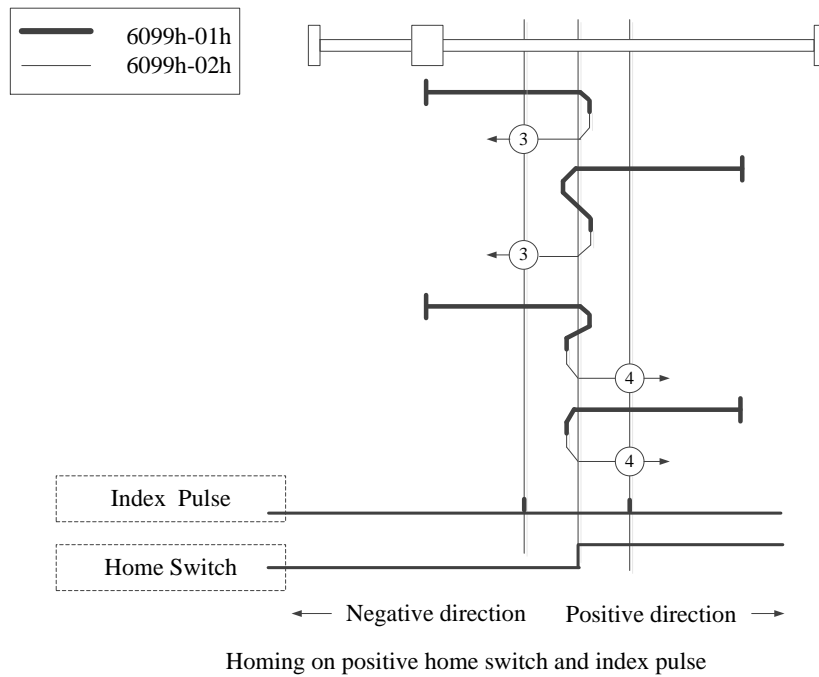 6099h-01h
6099h-02h
3
3
4
4
Index Pulse
Home Switch
Negative direction Positive direction
Homing on positive home switch and index pulse